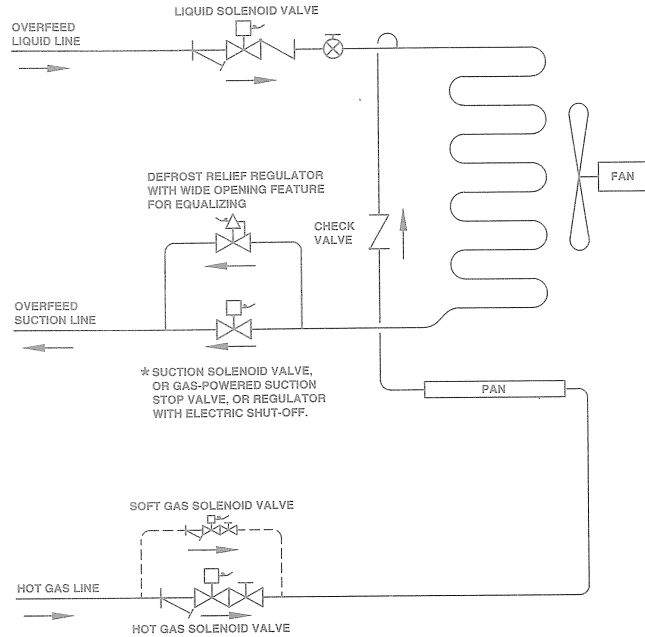 LIQUID SOLENOID VALVE
OVERFEED
LIQUID LINE
DEFROST RELIEF REGULATOR
WITH WIDE OPENING FEATURE
FOR EQUALIZING
FAN
CHECK
VALVE
OVERFEED
SUCTION LINE
* SUCTION SOLENOID VALVE,
OR GAS-POWERED SUCTION
STOP VALVE, OR REGULATOR
WITH ELECTRIC SHUT-OFF.
PAN
SOFT GAS SOLENOID VALVE
HOT GAS LINE
HOT GAS SOLENOID VALVE